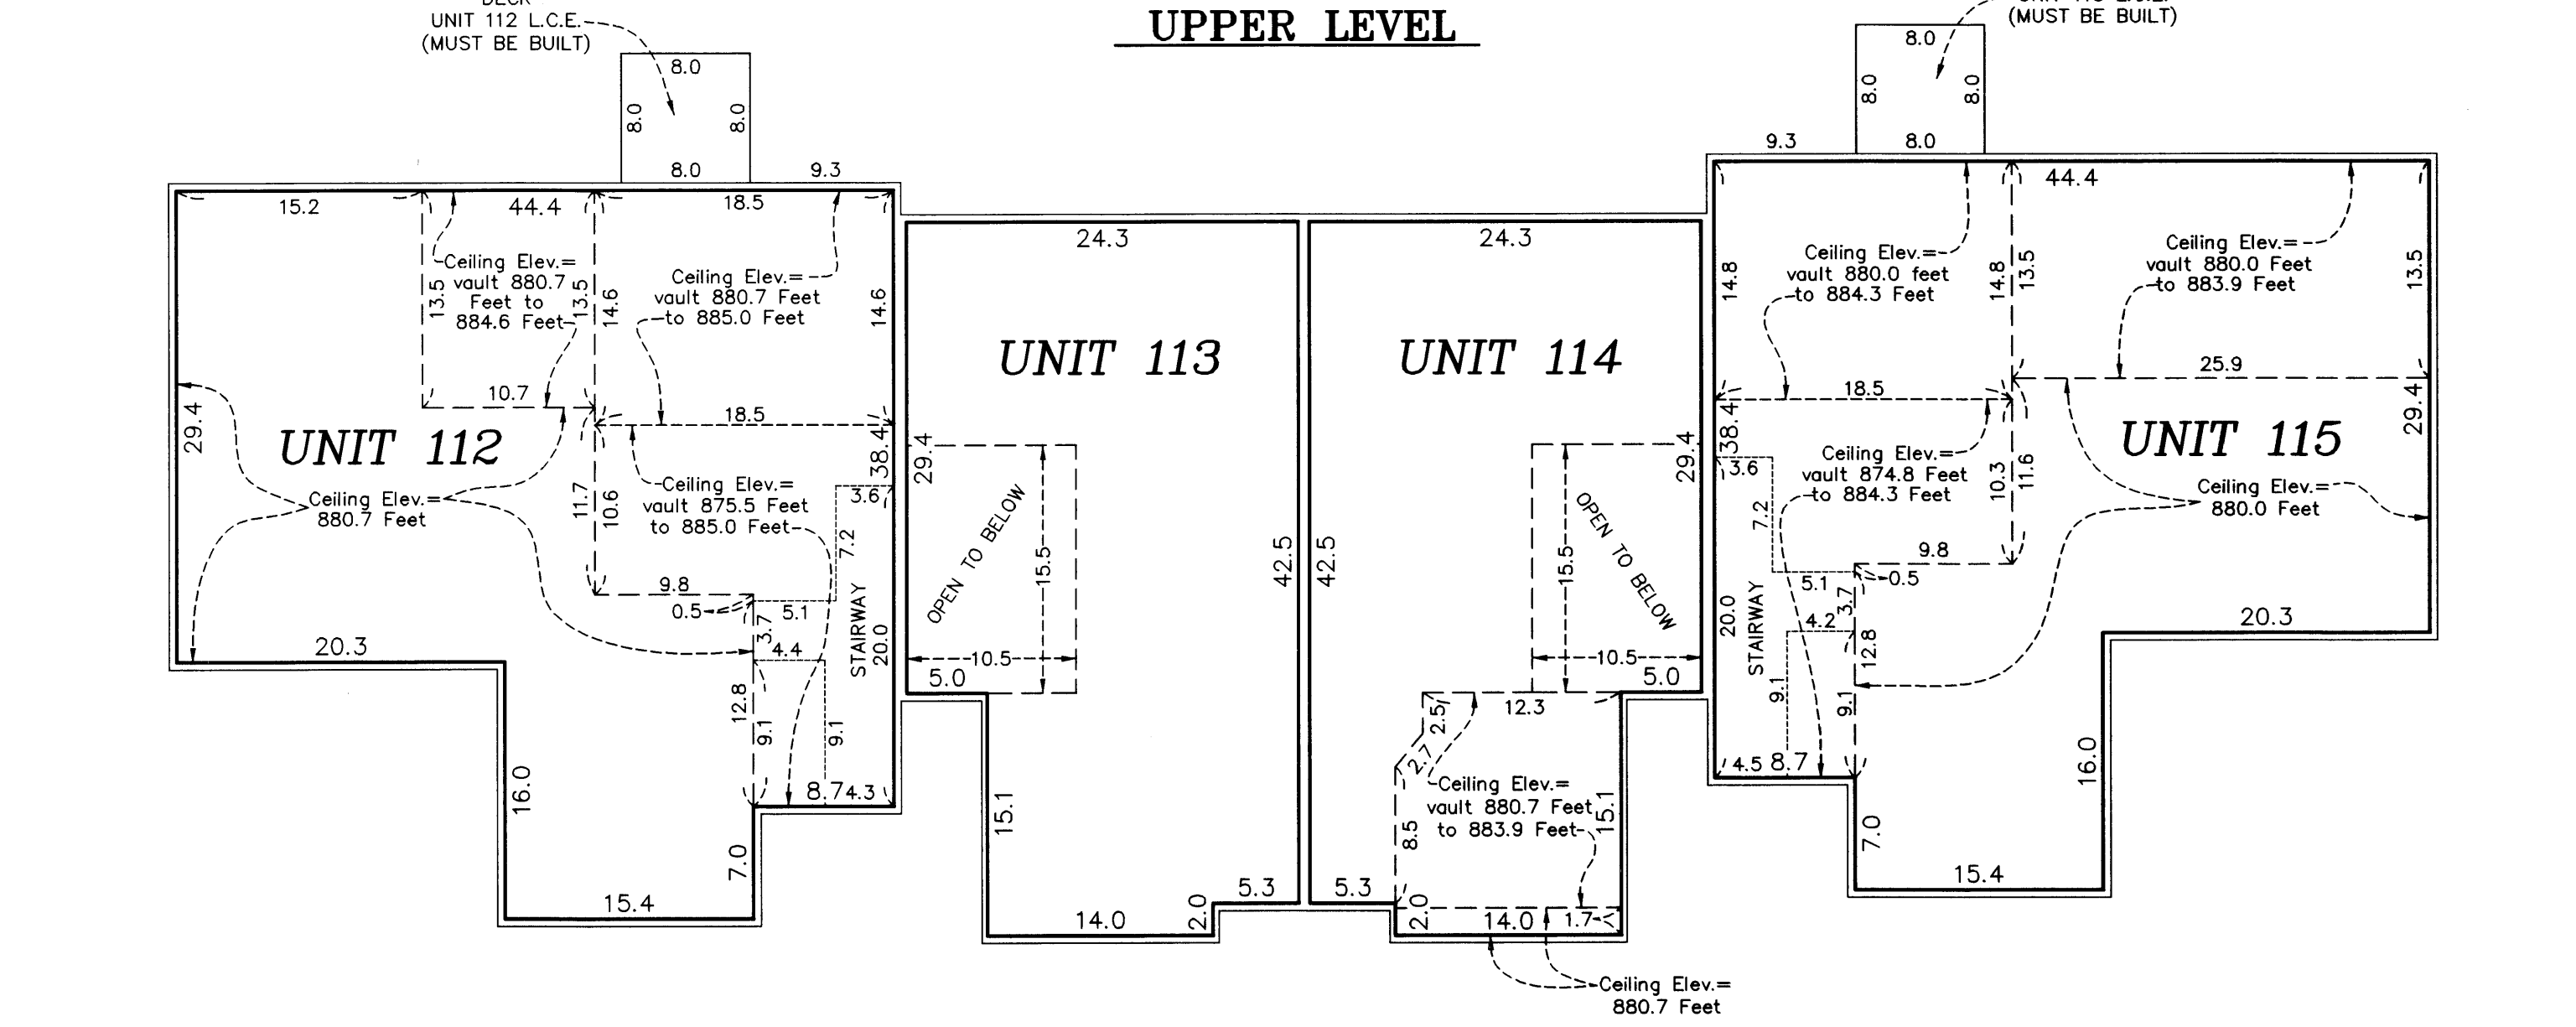 UNIT 112 L.C.E.
(MUST BE BUILT)
UPPER LEVEL
(MUST BE BUILT)
8.0
8.0
8.0
8.0
9.3
15.2
44.4
18.5
Ceiling Elev.=
vault 880.7
Feet to
884.6 Feet
13.5
13.5
14.6
Ceiling Elev.=
vault 880.7 Feet
to 885.0 Feet
14.6
10.7
18.5
29.4
UNIT 112
38.4
Ceiling Elev.=
880.7 Feet
11.7
10.6
Ceiling Elev.=
vault 875.5 Feet
to 885.0 Feet
3.6
7.2
9.8
0.5
5.1
3.7
4.4
STAIRWAY
20.0
20.3
12.8
9.1
9.1
8.7
4.3
16.0
7.0
15.4
24.3
UNIT 113
29.4
OPEN TO BELOW
15.5
42.5
10.5
5.0
15.1
5.3
14.0
2.0
24.3
UNIT 114
29.4
42.5
15.5
OPEN TO BELOW
10.5
5.0
2.5
12.3
2.7
Ceiling Elev.=
vault 880.7 Feet
to 883.9 Feet
8.5
15.1
5.3
2.0
14.0
1.7
Ceiling Elev.=
880.7 Feet
8.0
8.0
8.0
9.3
8.0
44.4
14.8
Ceiling Elev.=
vault 880.0 feet
to 884.3 Feet
14.8
13.5
Ceiling Elev.=
vault 880.0 Feet
to 883.9 Feet
13.5
18.5
25.9
38.4
29.4
UNIT 115
3.6
Ceiling Elev.=
vault 874.8 Feet
to 884.3 Feet
10.3
11.6
Ceiling Elev.=
880.0 Feet
7.2
9.8
5.1
0.5
3.7
4.2
20.0
STAIRWAY
12.8
20.3
9.1
9.1
4.5
8.7
16.0
7.0
15.4